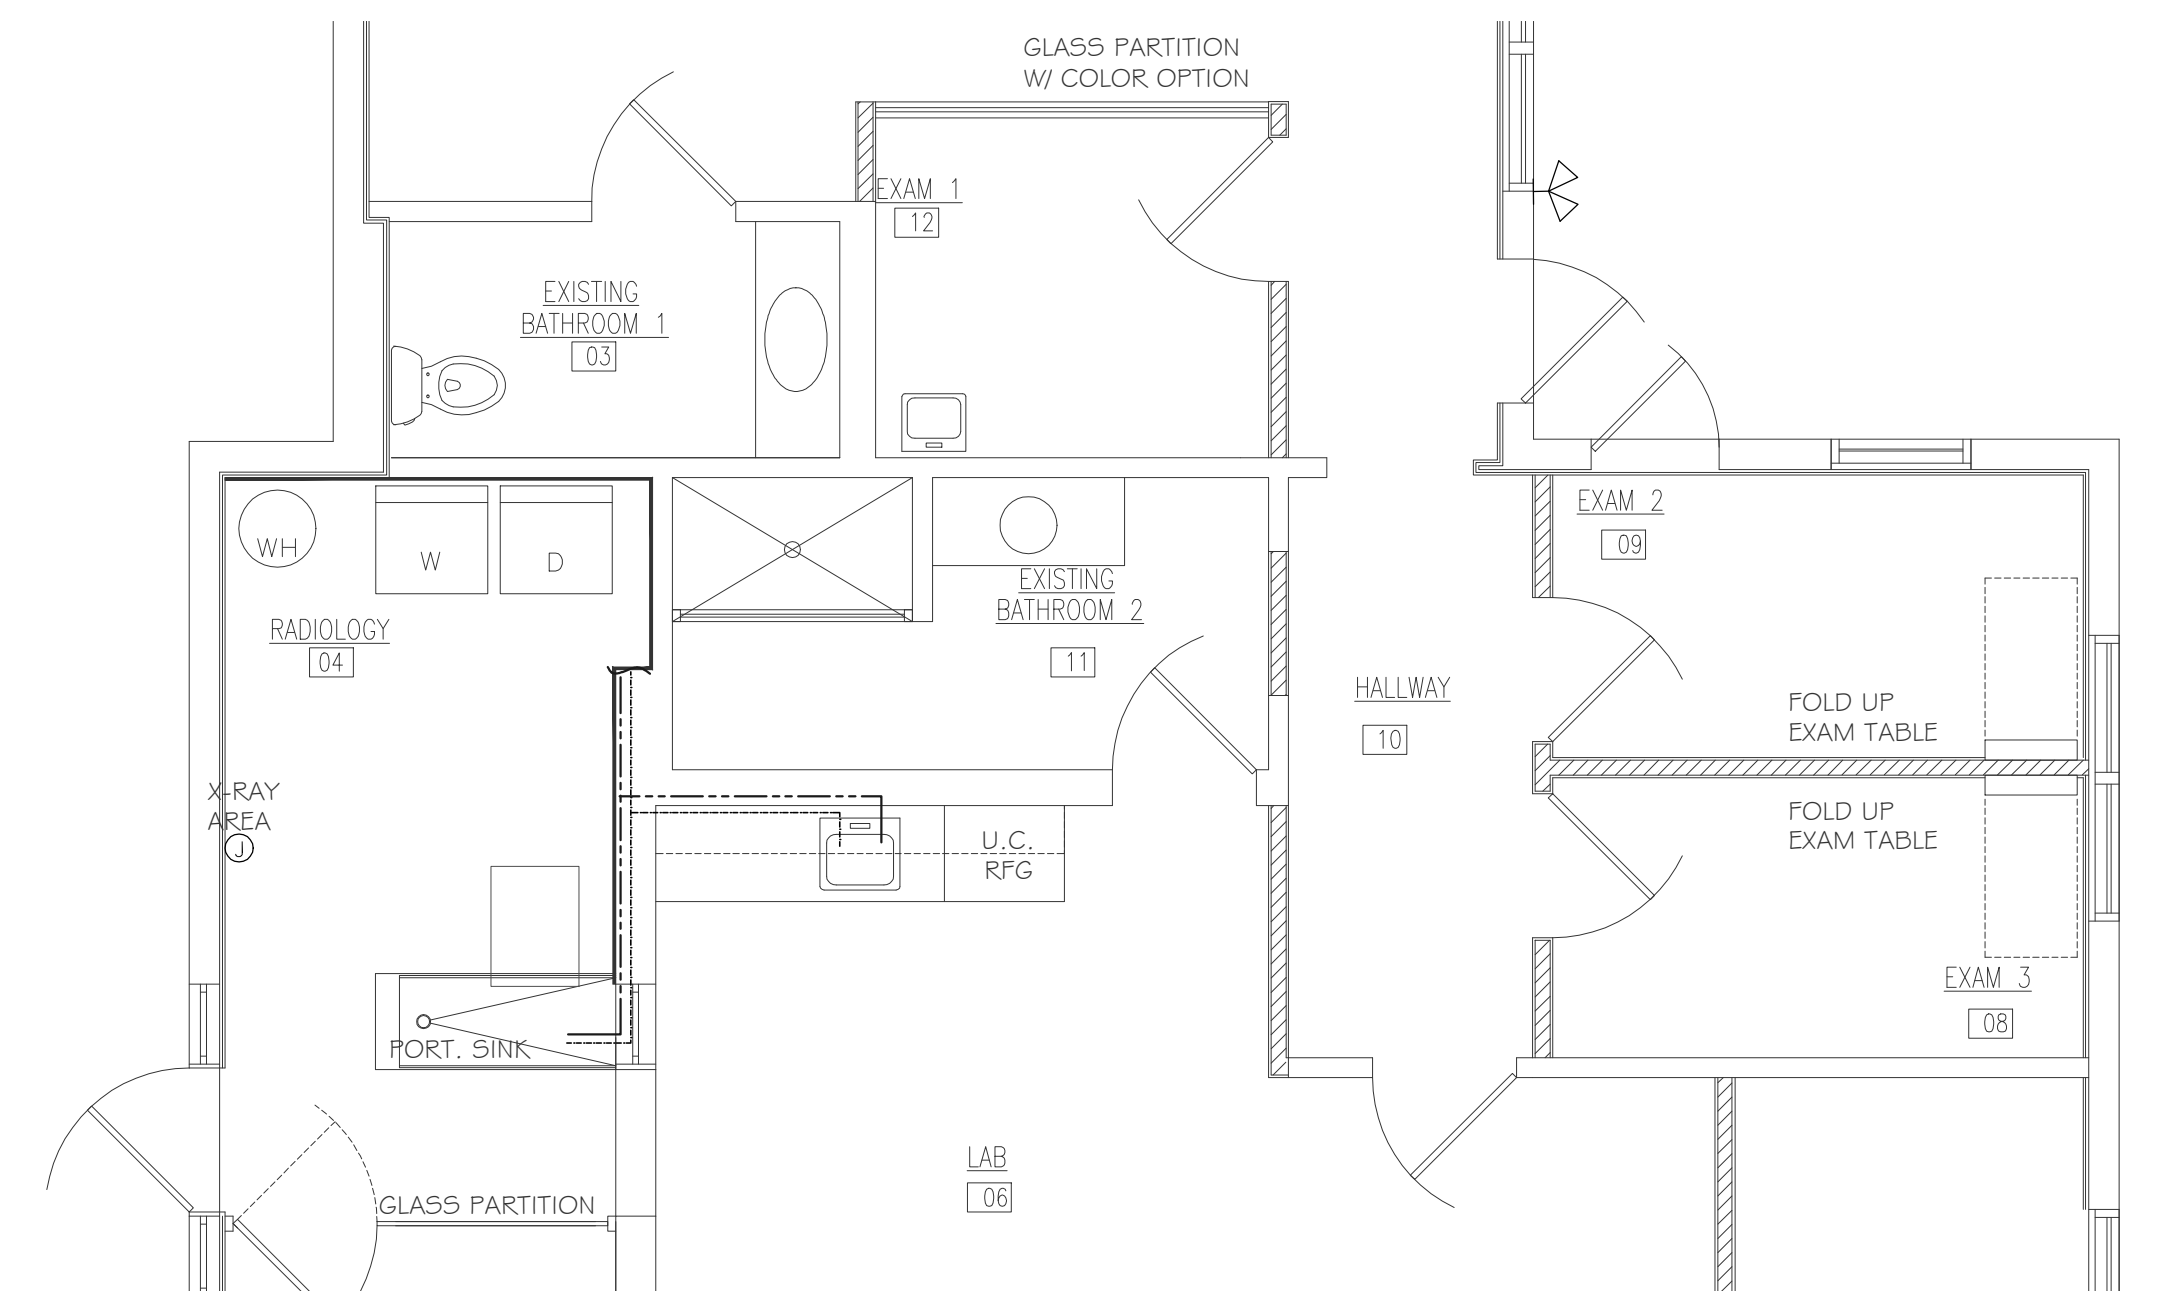 GLASS PARTITION
W/ COLOR OPTION
EXAM 1
12
EXISTING
BATHROOM 1
03
EXAM 2
09
WH
W
D
EXISTING
BATHROOM 2
11
RADIOLOGY
04
HALLWAY
10
FOLD UP
EXAM TABLE
X-RAY
AREA
J
U.C.
RFG
FOLD UP
EXAM TABLE
EXAM 3
08
PORT. SINK
LAB
06
GLASS PARTITION